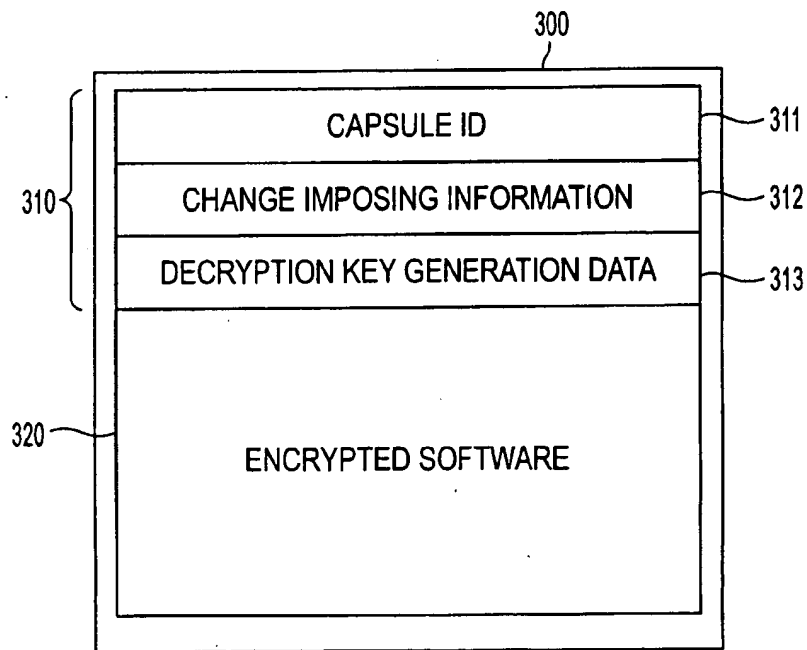 300
CAPSULE ID
311
310
CHANGE IMPOSING INFORMATION
312
DECRYPTION KEY GENERATION DATA
313
320
ENCRYPTED SOFTWARE